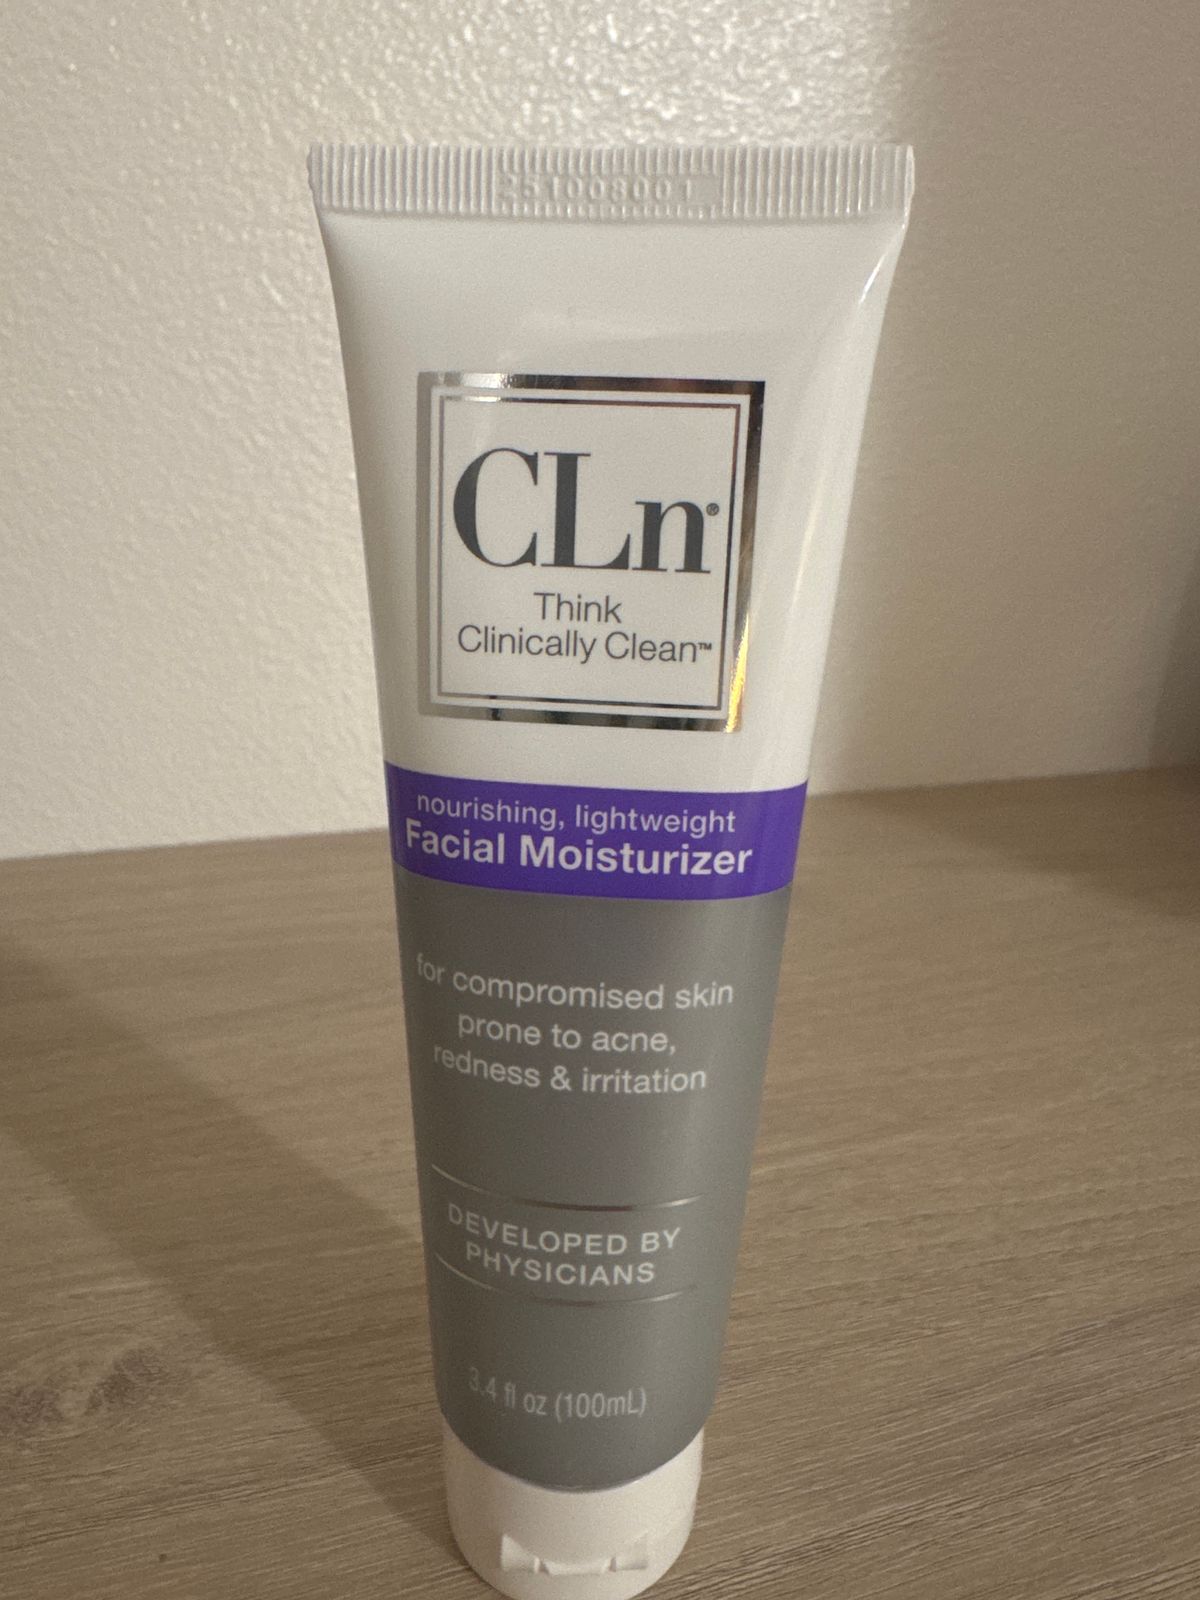 251008001
CLn®
Think
Clinically Clean™
nourishing, lightweight
Facial Moisturizer
for compromised skin
prone to acne,
redness & irritation
DEVELOPED BY
PHYSICIANS
3.4 fl oz (100mL)